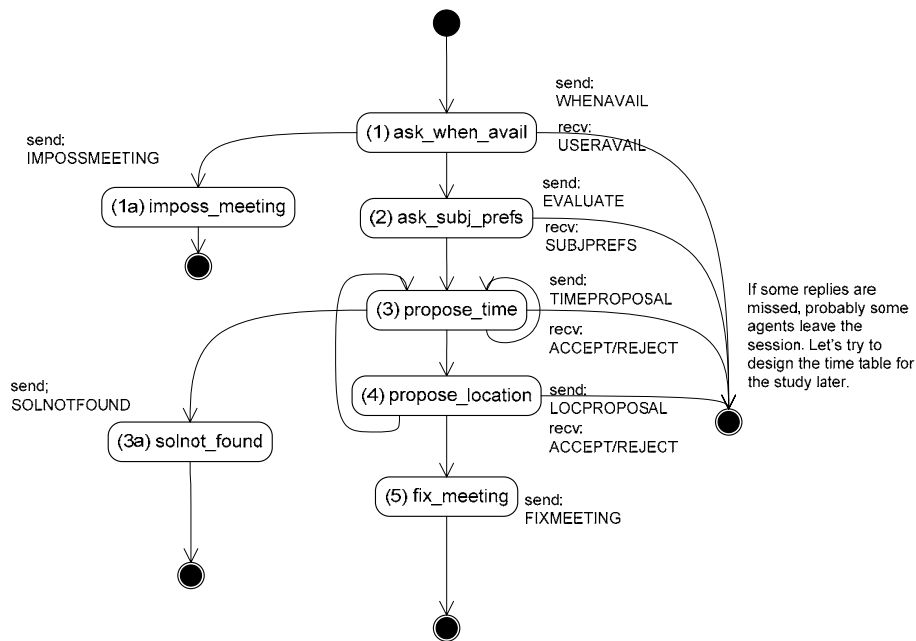 send:
WHENAVAIL
(1) ask_when_avail
recv:
USERAVAIL
send:
IMPOSSMEETING
(1a) imposs_meeting
send:
EVALUATE
(2) ask_subj_prefs
recv:
SUBJPREFS
send:
TIMEPROPOSAL
(3) propose_time
recv:
ACCEPT/REJECT
If some replies are
missed, probably some
agents leave the
session. Let's try to
design the time table for
the study later.
send;
SOLNOTFOUND
(3a) solnot_found
(4) propose_location
send:
LOCPROPOSAL
recv:
ACCEPT/REJECT
(5) fix_meeting
send:
FIXMEETING